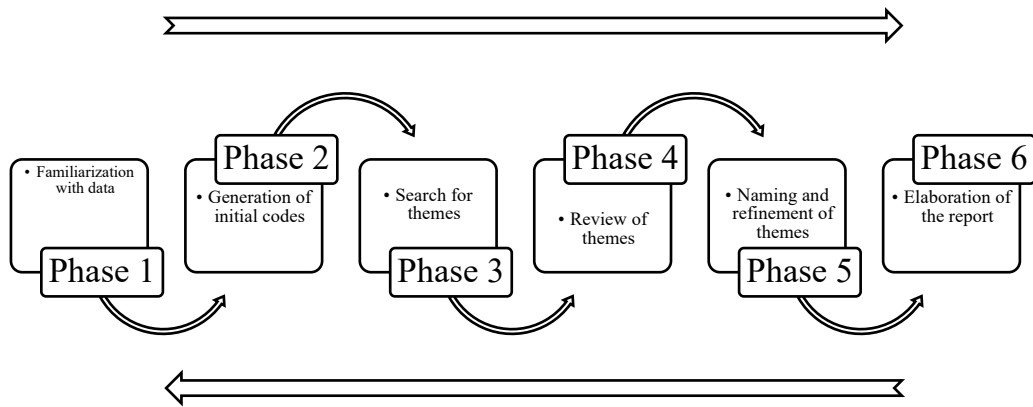 • Familiarization
with data
Phase 1
Phase 2
• Generation of
initial codes
• Search for
themes
Phase 3
Phase 4
• Review of
themes
• Naming and
refinement of
themes
Phase 5
Phase 6
• Elaboration of
the report